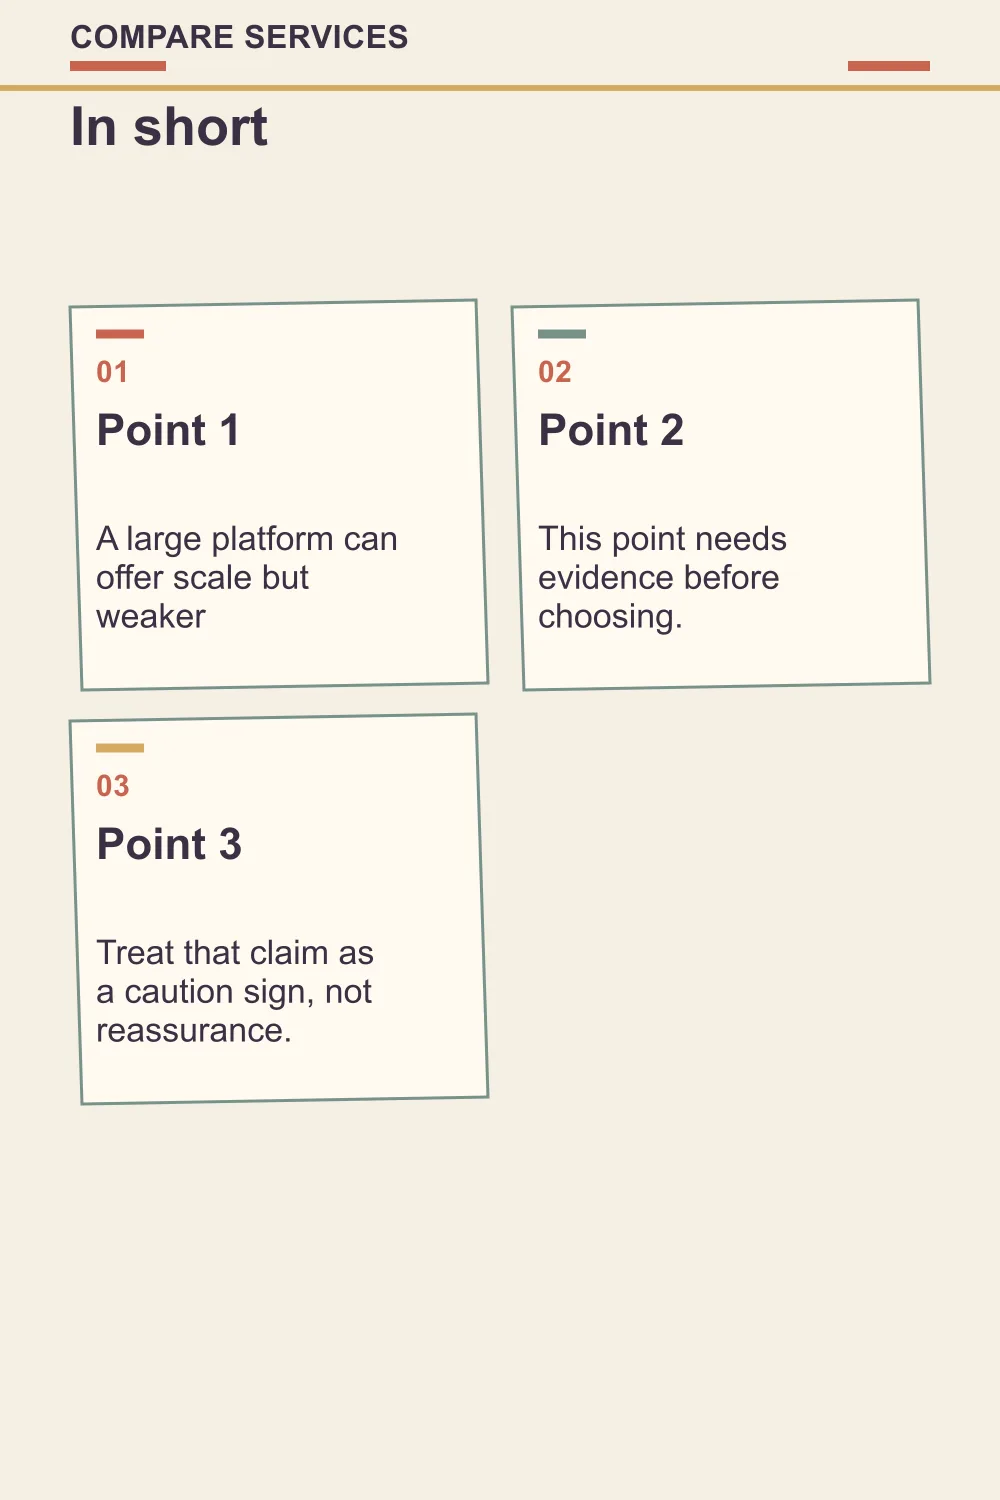 COMPARE SERVICES
In short
01
Point 1
A large platform can
offer scale but
weaker
02
Point 2
This point needs
evidence before
choosing.
03
Point 3
Treat that claim as
a caution sign, not
reassurance.